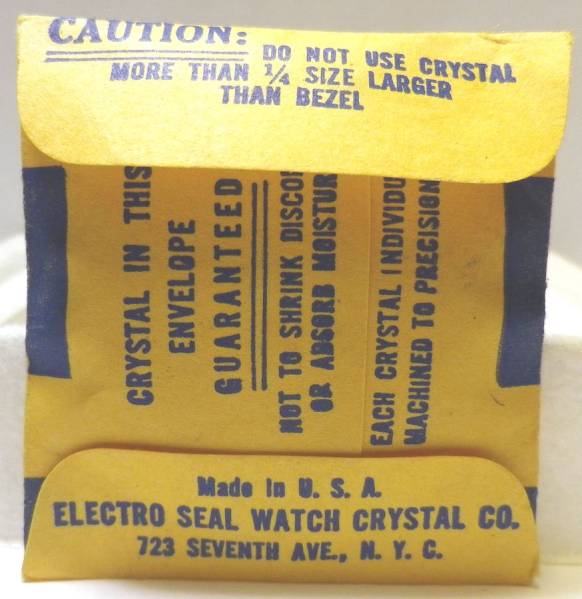 CAUTION: DO NOT USE CRYSTAL
MORE THAN ¼ SIZE LARGER
THAN BEZEL
CRYSTAL IN THIS
ENVELOPE
GUARANTEED
NOT TO SHRINK
OR ABSORB
EACH CRYSTAL
MACHINED TO PRECISION
Made in U. S. A.
ELECTRO SEAL WATCH CRYSTAL CO.
723 SEVENTH AVE., N. Y. C.